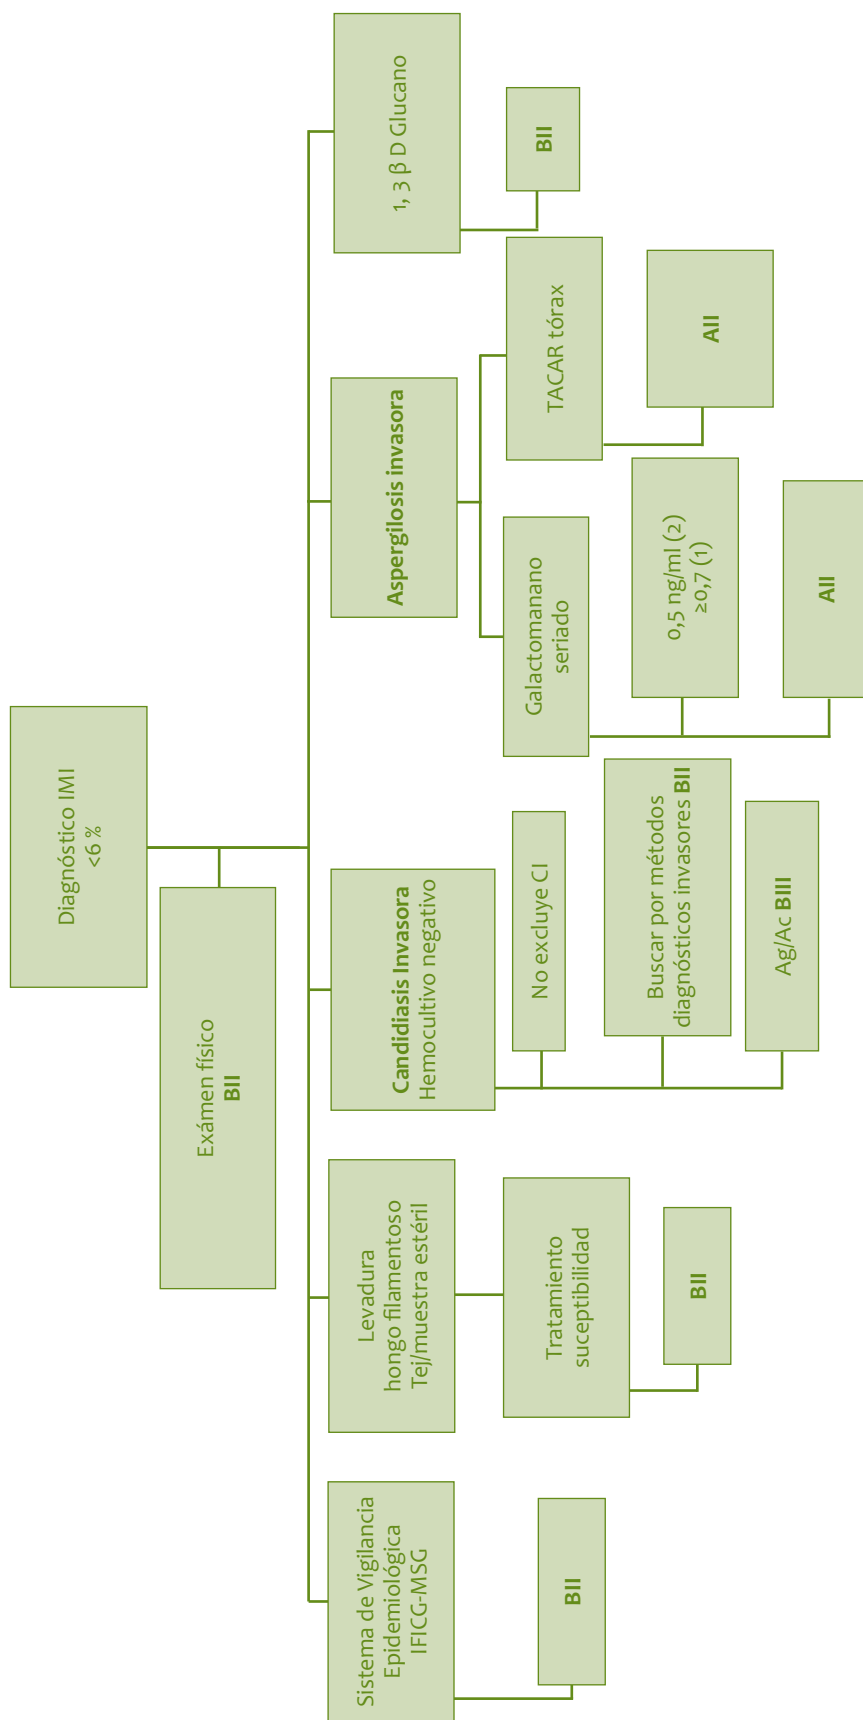 Diagnóstico IMI
<6 %
Exámen físico
BII
Sistema de Vigilancia
Epidemiológica
IFICG-MSG
BII
Levadura
hongo filamentoso
Tej/muestra estéril
Tratamiento
suceptibilidad
BII
Candidiasis Invasora
Hemocultivo negativo
No excluye CI
Buscar por métodos
diagnósticos invasores BII
Ag/Ac BIII
Aspergilosis invasora
Galactomanano
seriado
0,5 ng/ml (2)
≥0,7 (1)
AII
TACAR tórax
AII
1, 3 β D Glucano
BII